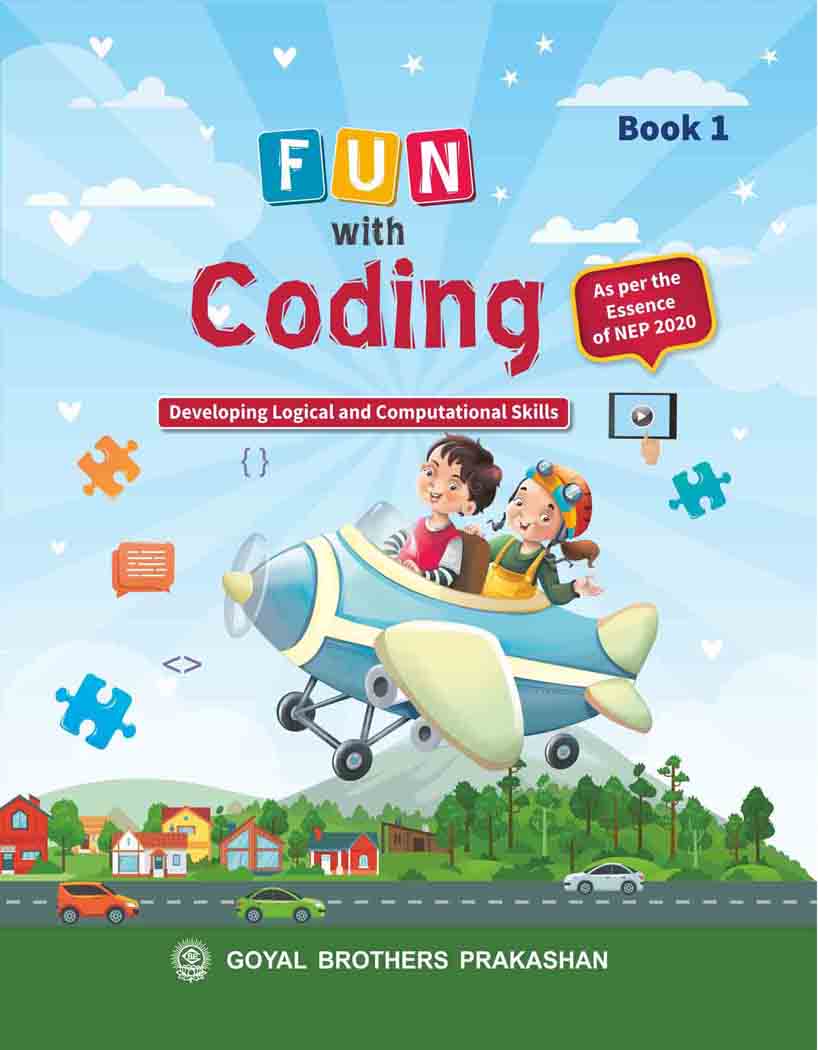 Book 1
FUN
with
Coding
As per the
Essence
of NEP 2020
Developing Logical and Computational Skills
{ }
<>
GOYAL BROTHERS PRAKASHAN